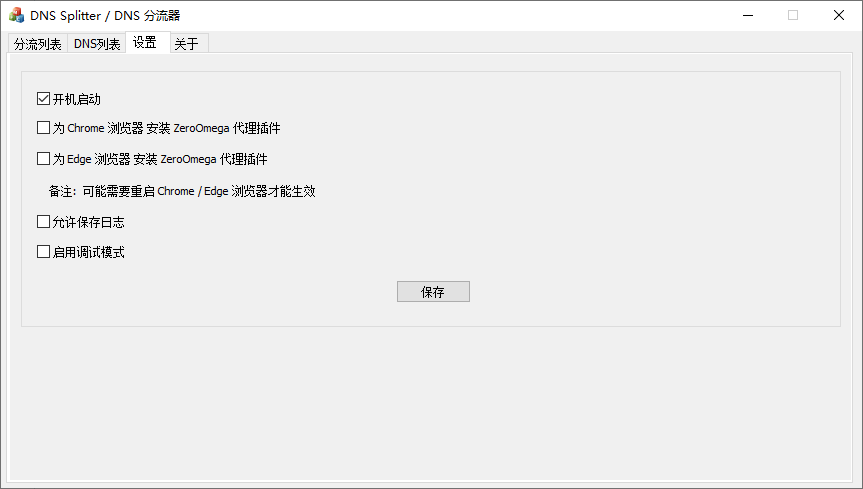 DNS Splitter / DNS 分流器
分流列表 DNS列表 设置 关于
开机启动
为 Chrome 浏览器 安装 ZeroOmega 代理插件
为 Edge 浏览器 安装 ZeroOmega 代理插件
备注：可能需要重启 Chrome / Edge 浏览器才能生效
允许保存日志
启用调试模式
保存